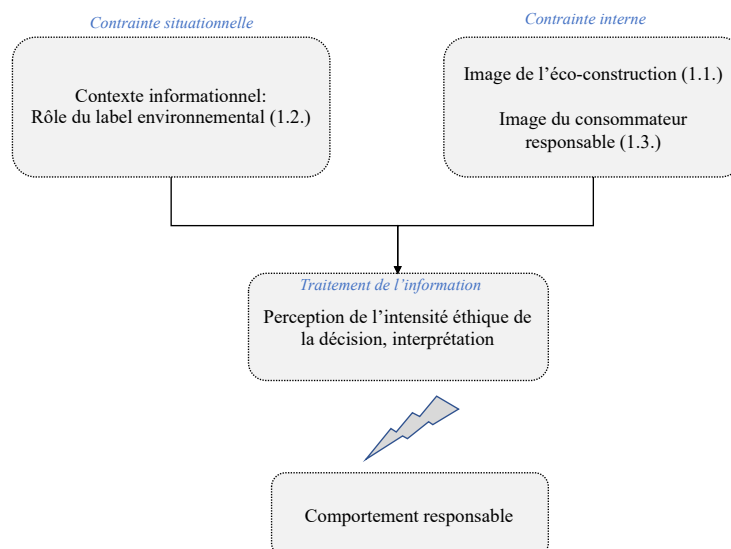 Contrainte situationnelle
Contexte informationnel:
Rôle du label environnemental (1.2.)
Contrainte interne
Image de l’éco-construction (1.1.)
Image du consommateur
responsable (1.3.)
Traitement de l’information
Perception de l’intensité éthique de
la décision, interprétation
Comportement responsable